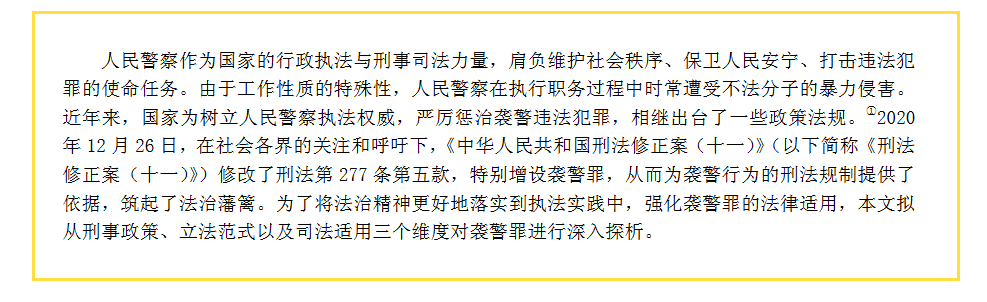 人民警察作为国家的行政执法与刑事司法力量，肩负维护社会秩序、保卫人民安宁、打击违法犯
罪的使命任务。由于工作性质的特殊性，人民警察在执行职务过程中时常遭受不法分子的暴力侵害。
近年来，国家为树立人民警察执法权威，严厉惩治袭警违法犯罪，相继出台了一些政策法规。①2020
年 12 月 26 日，在社会各界的关注和呼吁下，《中华人民共和国刑法修正案（十一）》（以下简称《刑法
修正案（十一）》）修改了刑法第 277 条第五款，特别增设袭警罪，从而为袭警行为的刑法规制提供了
依据，筑起了法治藩篱。为了将法治精神更好地落实到执法实践中，强化袭警罪的法律适用，本文拟
从刑事政策、立法范式以及司法适用三个维度对袭警罪进行深入探析。